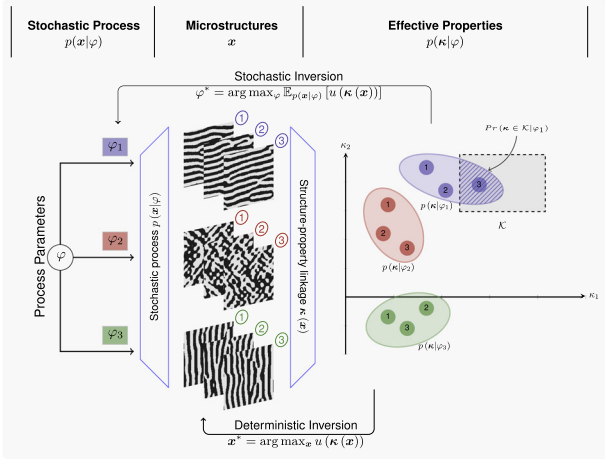 Stochastic Process
p(x|φ)
Microstructures
x
Effective Properties
p(κ|φ)
Stochastic Inversion
φ* = arg max_φ 𝔼_{p(x|φ)} [u (κ (x))]
Process Parameters
φ
φ₁
φ₂
φ₃
Stochastic process p (x|φ)
1
2
3
1
2
3
1
2
3
Structure-property
linkage κ (x)
κ₂
Pr (κ ∈ K|φ₁)
1
2
3
p (κ|φ₁)
K
1
2
3
p (κ|φ₂)
κ₁
1
2
3
p (κ|φ₃)
Deterministic Inversion
x* = arg max_x u (κ (x))